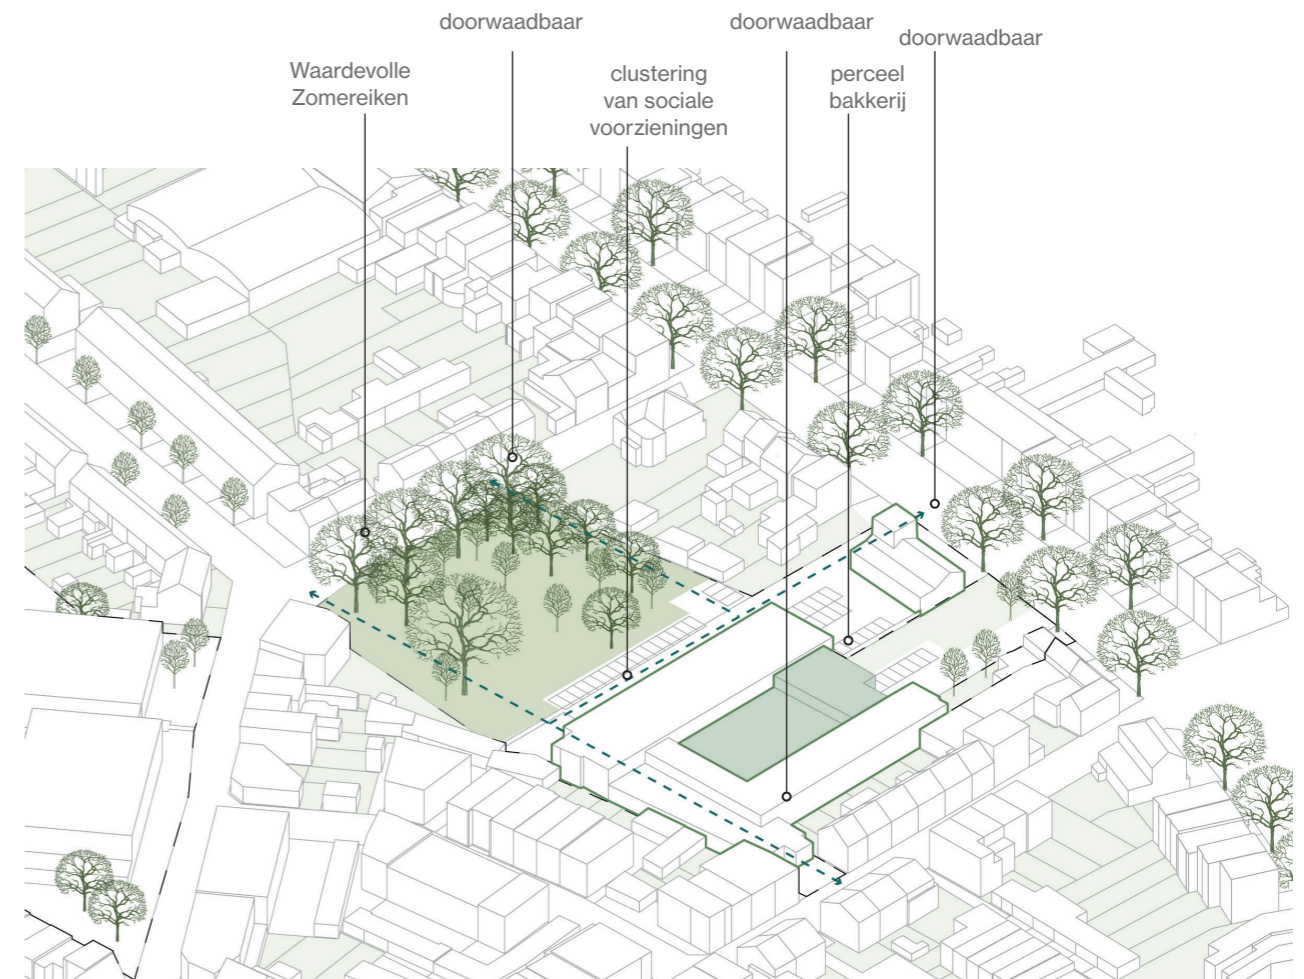 doorwaadbaar
doorwaadbaar
doorwaadbaar
Waardevolle
Zomereiken
clustering
van sociale
voorzieningen
perceel
bakkerij